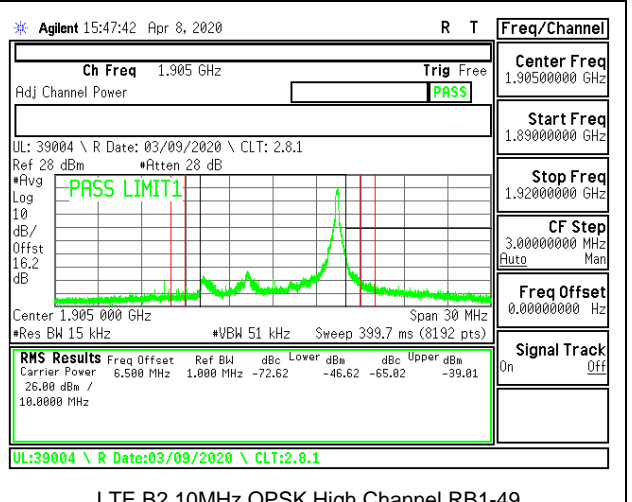 Agilent 15:47:42 Apr 8, 2020 R T
Freq/Channel
Ch Freq 1.905 GHz Trig Free
Adj Channel Power PASS
Center Freq
1.90500000 GHz
Start Freq
1.89000000 GHz
Stop Freq
1.92000000 GHz
CF Step
3.00000000 MHz
Auto Man
Freq Offset
0.00000000 Hz
Signal Track
On Off
UL: 39004 \ R Date: 03/09/2020 \ CLT: 2.8.1
Ref 28 dBm #Atten 28 dB
#Avg
Log
10
dB/
Offst
16.2
dB
PASS LIMIT1
Center 1.905 000 GHz Span 30 MHz
#Res BW 15 kHz #VBW 51 kHz Sweep 399.7 ms (8192 pts)
RMS Results Freq Offset Ref BW dBc Lower dBm dBc Upper dBm
Carrier Power 6.500 MHz 1.000 MHz -72.62 -46.62 -65.02 -39.01
26.00 dBm /
10.0000 MHz
UL:39004 \ R Date:03/09/2020 \ CLT:2.8.1
LTE B2 10MHz QPSK High Channel RB1-49